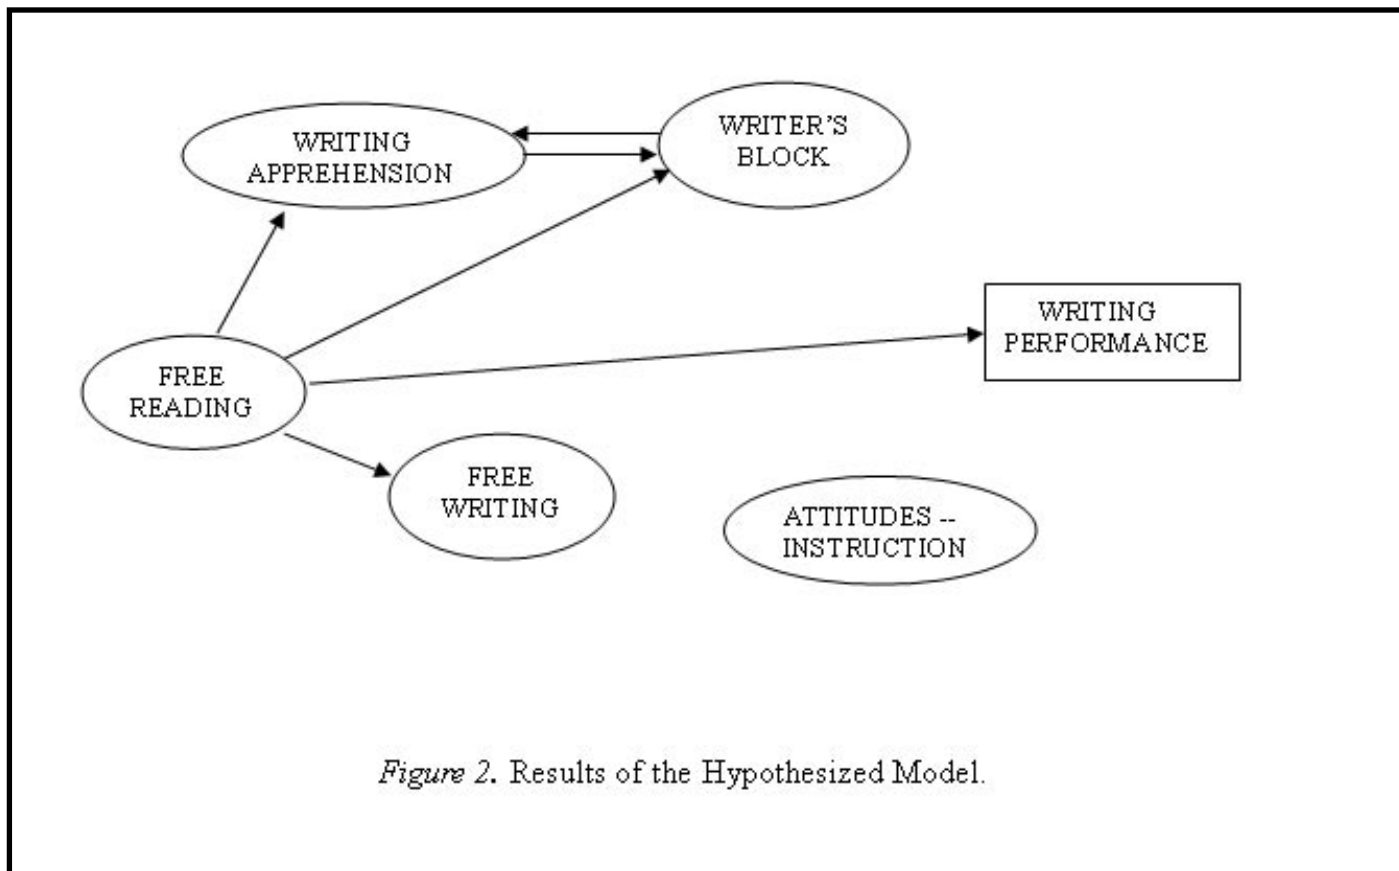 WRITING
APPREHENSION
WRITER'S
BLOCK
WRITING
PERFORMANCE
FREE
READING
FREE
WRITING
ATTITUDES --
INSTRUCTION
Figure 2. Results of the Hypothesized Model.